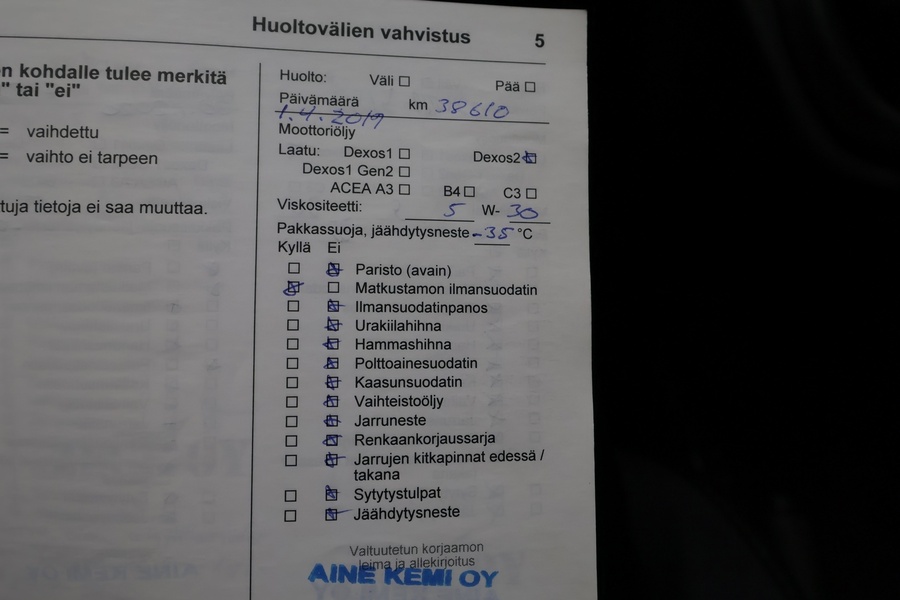 Huoltovälien vahvistus 5
n kohdalle tulee merkitä
" tai "ei"
= vaihdettu
= vaihto ei tarpeen
tuja tietoja ei saa muuttaa.
Huolto: Väli ☐ Pää ☐
Päivämäärä km 38610
1.4.2019
Moottoriöljy
Laatu: Dexos1 ☐ Dexos2 ☒
Dexos1 Gen2 ☐
ACEA A3 ☐ B4 ☐ C3 ☐
Viskositeetti: 5 W- 30
Pakkassuoja, jäähdytysneste -35 °C
Kyllä Ei
☐ ☒ Paristo (avain)
☒ ☐ Matkustamon ilmansuodatin
☐ ☒ Ilmansuodatinpanos
☐ ☒ Urakiilahihna
☐ ☒ Hammashihna
☐ ☒ Polttoainesuodatin
☐ ☒ Kaasunsuodatin
☐ ☒ Vaihteistoöljy
☐ ☒ Jarruneste
☐ ☒ Renkaankorjaussarja
☐ ☒ Jarrujen kitkapinnat edessä /
takana
☐ ☒ Sytytystulpat
☐ ☒ Jäähdytysneste
Valtuutetun korjaamon
leima ja allekirjoitus
AINE KEMI OY